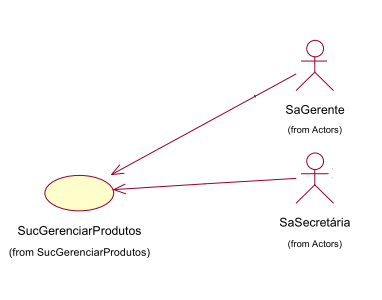 SaGerente
(from Actors)
SaSecretária
(from Actors)
SucGerenciarProdutos
(from SucGerenciarProdutos)